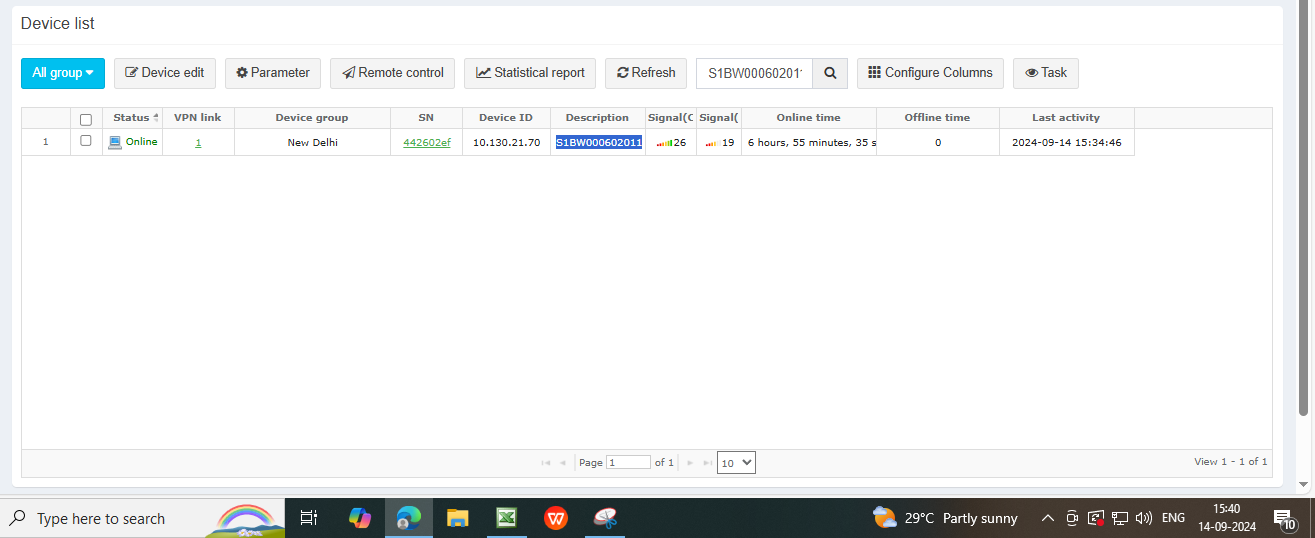 Device list
All group Device edit Parameter Remote control Statistical report Refresh S1BW000602011 Configure Columns Task
Status VPN link Device group SN Device ID Description Signal(C Signal( Online time Offline time Last activity
1 Online 1 New Delhi 442602ef 10.130.21.70 S1BW000602011 26 19 6 hours, 55 minutes, 35 s 0 2024-09-14 15:34:46
Page 1 of 1 10 View 1 - 1 of 1
Type here to search 29°C Partly sunny ENG 15:40
14-09-2024 10